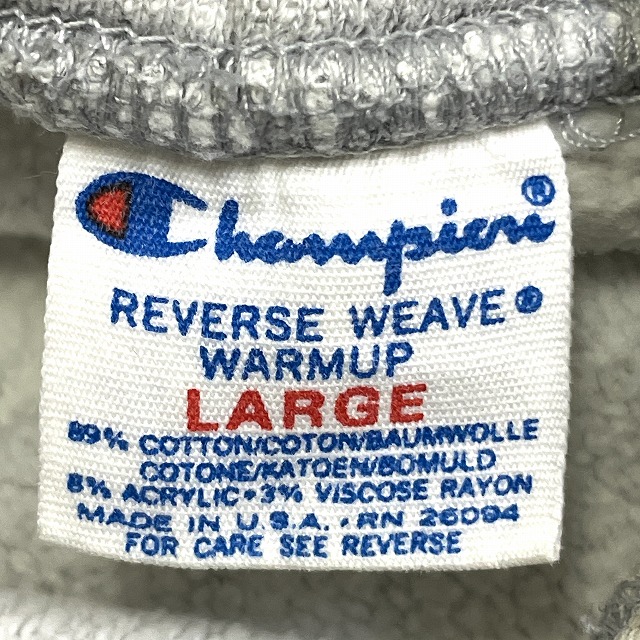 Champion®
REVERSE WEAVE®
WARMUP
LARGE
89% COTTON/COTON/BAUMWOLLE
COTONE/KATOEN/BOMULD
8% ACRYLIC • 3% VISCOSE RAYON
MADE IN U.S.A. • RN 26094
FOR CARE SEE REVERSE